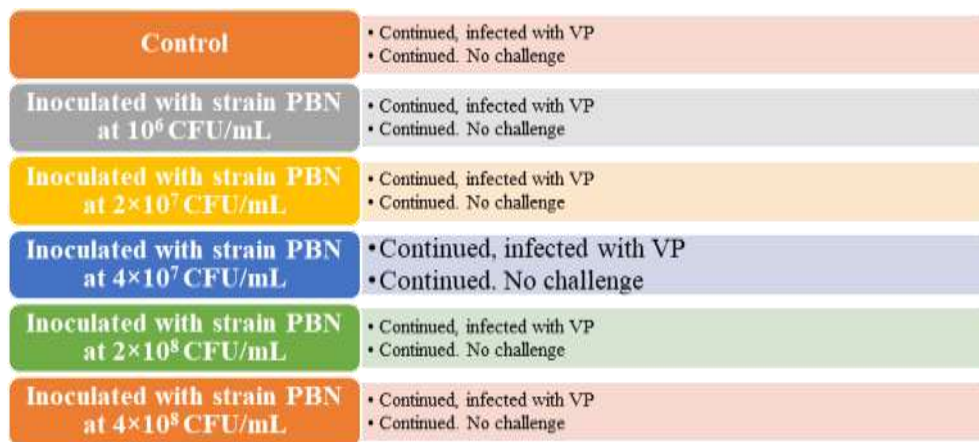 Control
• Continued, infected with VP
• Continued. No challenge
Inoculated with strain PBN
at 10⁶ CFU/mL
• Continued, infected with VP
• Continued. No challenge
Inoculated with strain PBN
at 2×10⁷ CFU/mL
• Continued, infected with VP
• Continued. No challenge
Inoculated with strain PBN
at 4×10⁷ CFU/mL
•Continued, infected with VP
•Continued. No challenge
Inoculated with strain PBN
at 2×10⁸ CFU/mL
• Continued, infected with VP
• Continued. No challenge
Inoculated with strain PBN
at 4×10⁸ CFU/mL
• Continued, infected with VP
• Continued. No challenge